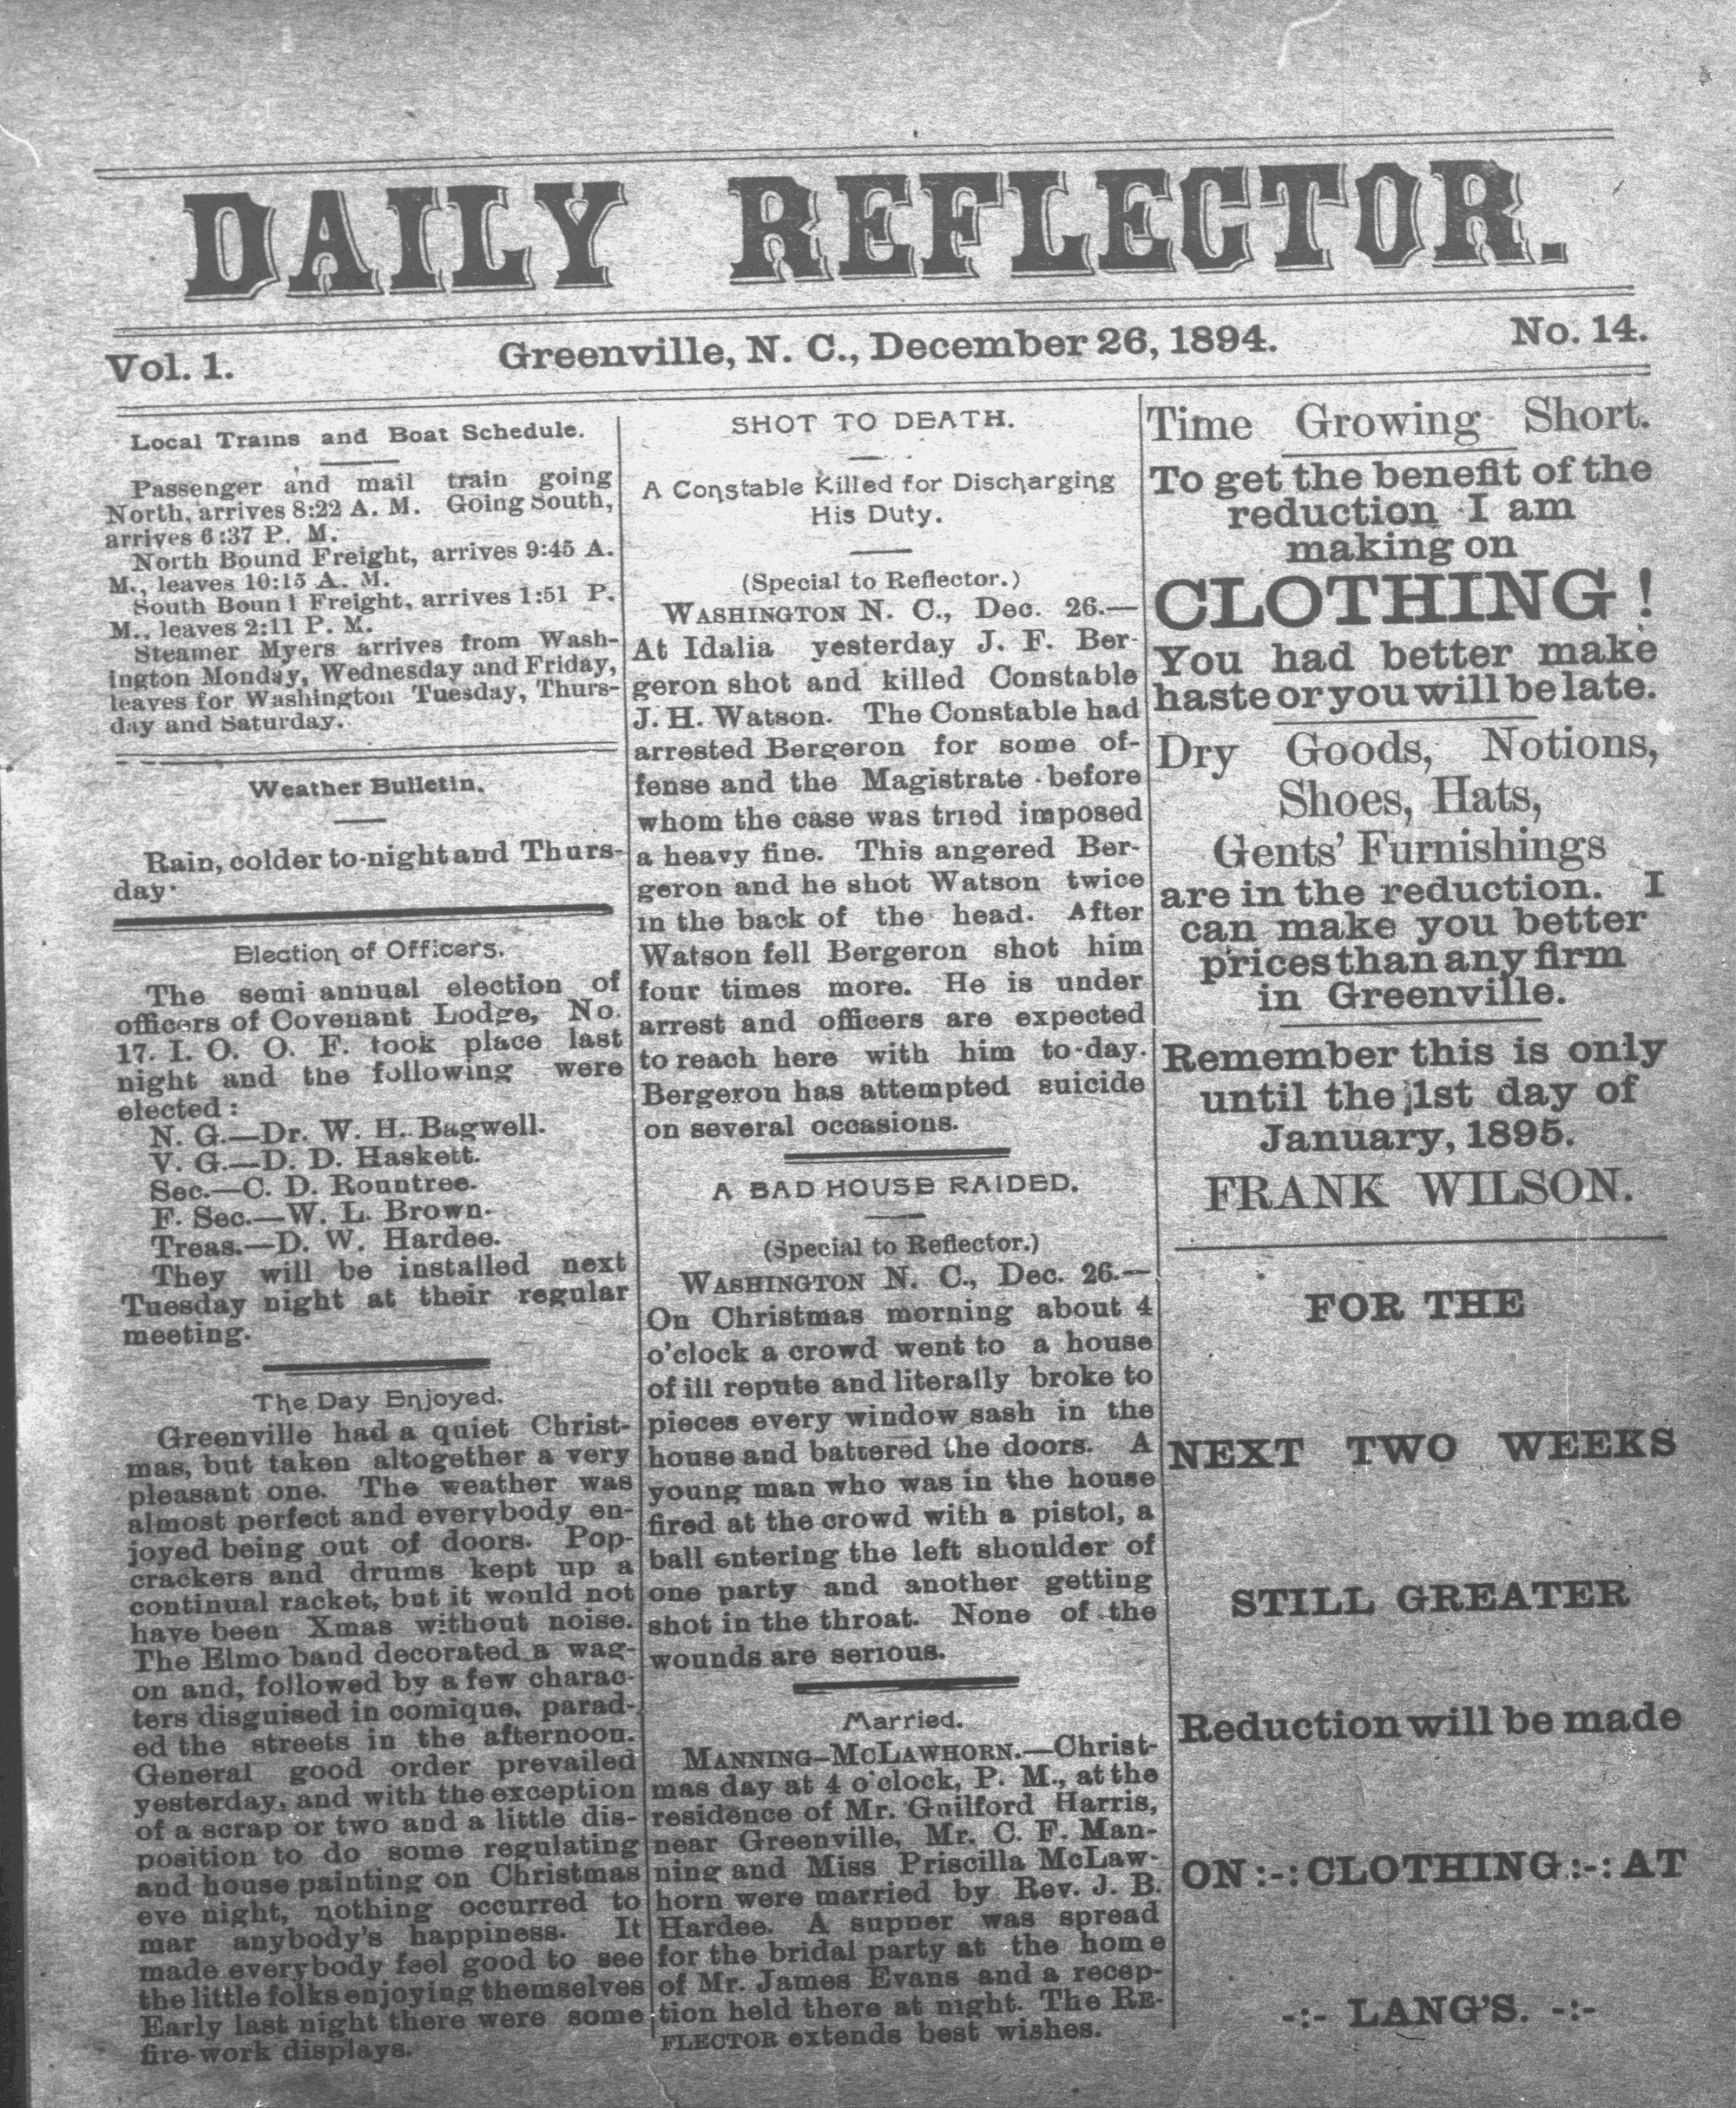 DAILY REFLECTOR.
Vol. 1. Greenville, N. C., December 26, 1894. No. 14.
Local Trains and Boat Schedule.
Passenger and mail train going
North, arrives 8:22 A. M. Going South,
arrives 6:37 P. M.
North Bound Freight, arrives 9:45 A.
M., leaves 10:15 A. M.
South Boun 1 Freight, arrives 1:51 P.
M., leaves 2:11 P. M.
Steamer Myers arrives from Wash-
ington Monday, Wednesday and Friday,
leaves for Washington Tuesday, Thurs-
day and Saturday.
Weather Bulletin.
Rain, colder to-night and Thurs-
day.
Election of Officers.
The semi annual election of
officers of Covenant Lodge, No.
17. I. O. O. F. took place last
night and the following were
elected :
N. G.—Dr. W. H. Bagwell.
V. G.—D. D. Haskett.
Sec.—C. D. Rountree.
F. Sec.—W. L. Brown.
Treas.—D. W. Hardee.
They will be installed next
Tuesday night at their regular
meeting.
The Day Enjoyed.
Greenville had a quiet Christ-
mas, but taken altogether a very
pleasant one. The weather was
almost perfect and everybody en-
joyed being out of doors. Pop-
crackers and drums kept up a
continual racket, but it would not
have been Xmas without noise.
The Elmo band decorated a wag-
on and, followed by a few charac-
ters disguised in comique, parad-
ed the streets in the afternoon.
General good order prevailed
yesterday, and with the exception
of a scrap or two and a little dis-
position to do some regulating
and house painting on Christmas
eve night, nothing occurred to
mar anybody's happiness. It
made everybody feel good to see
the little folks enjoying themselves
Early last night there were some
fire-work displays.
SHOT TO DEATH.
A Constable Killed for Discharging
His Duty.
(Special to Reflector.)
WASHINGTON N. C., Dec. 26.—
At Idalia yesterday J. F. Ber-
geron shot and killed Constable
J. H. Watson. The Constable had
arrested Bergeron for some of-
fense and the Magistrate before
whom the case was tried imposed
a heavy fine. This angered Ber-
geron and he shot Watson twice
in the back of the head. After
Watson fell Bergeron shot him
four times more. He is under
arrest and officers are expected
to reach here with him to-day.
Bergeron has attempted suicide
on several occasions.
A BAD HOUSE RAIDED.
(Special to Reflector.)
WASHINGTON N. C., Dec. 26.—
On Christmas morning about 4
o'clock a crowd went to a house
of ill repute and literally broke to
pieces every window sash in the
house and battered the doors. A
young man who was in the house
fired at the crowd with a pistol, a
ball entering the left shoulder of
one party and another getting
shot in the throat. None of the
wounds are serious.
Married.
MANNING–MCLAWHORN.—Christ-
mas day at 4 o'clock, P. M., at the
residence of Mr. Guilford Harris,
near Greenville, Mr. C. F. Man-
ning and Miss Priscilla McLaw-
horn were married by Rev. J. B.
Hardee. A supper was spread
for the bridal party at the home
of Mr. James Evans and a recep-
tion held there at night. The RE-
FLECTOR extends best wishes.
Time Growing Short.
To get the benefit of the
reduction I am
making on
CLOTHING !
You had better make
haste or you will be late.
Dry Goods, Notions,
Shoes, Hats,
Gents' Furnishings
are in the reduction. I
can make you better
prices than any firm
in Greenville.
Remember this is only
until the 1st day of
January, 1895.
FRANK WILSON.
FOR THE
NEXT TWO WEEKS
STILL GREATER
Reduction will be made
ON :-: CLOTHING :-: AT
-:- LANG'S. -:-